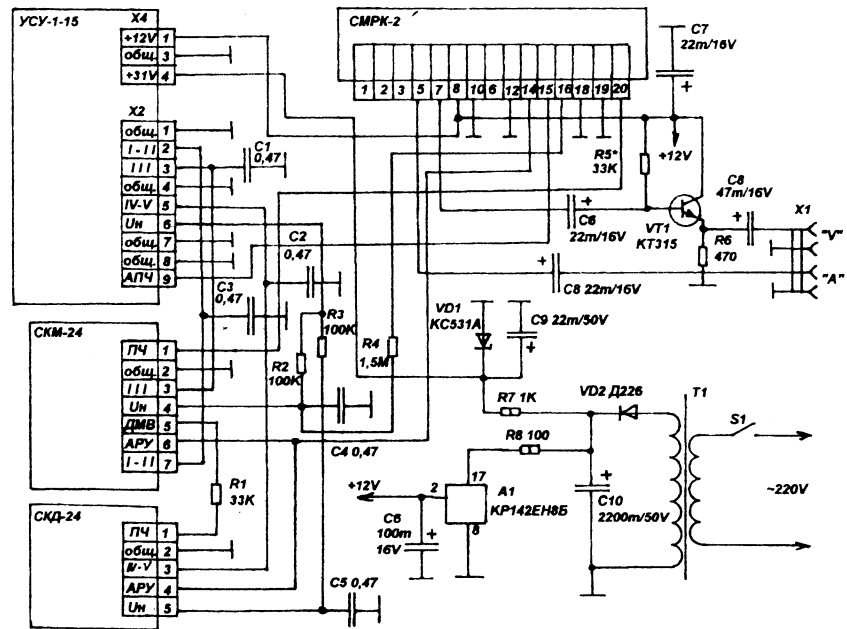 УСУ-1-15
X4
+12V 1
общ. 3
+31V 4
X2
общ. 1
I-II 2
III 3
общ. 4
IV-V 5
Uн 6
общ. 7
общ. 8
АПЧ 9
СКМ-24
ПЧ 1
общ. 2
III 3
Uн 4
ДМВ 5
АРУ 6
I-II 7
СКД-24
ПЧ 1
общ. 2
IV-V 3
АРУ 4
Uн 5
СМРК-2
1 2 3 5 7 8 10 6 12 14 15 16 18 19 20
C1
0,47
C2
0,47
C3
0,47
R3
100K
R2
100K
R4
1,5М
C4 0,47
R1
33K
C5 0,47
C7
22m/16V
R5*
33K
+12V
C6
22m/16V
VT1
КТ315
C8
47m/16V
R6
470
X1
"V"
"A"
C8 22m/16V
VD1
КС531А
C9 22m/50V
R7 1K
VD2 Д226
T1
S1
R8 100
~220V
+12V
2
17
8
A1
КР142ЕН8Б
C6
100m
16V
C10
2200m/50V